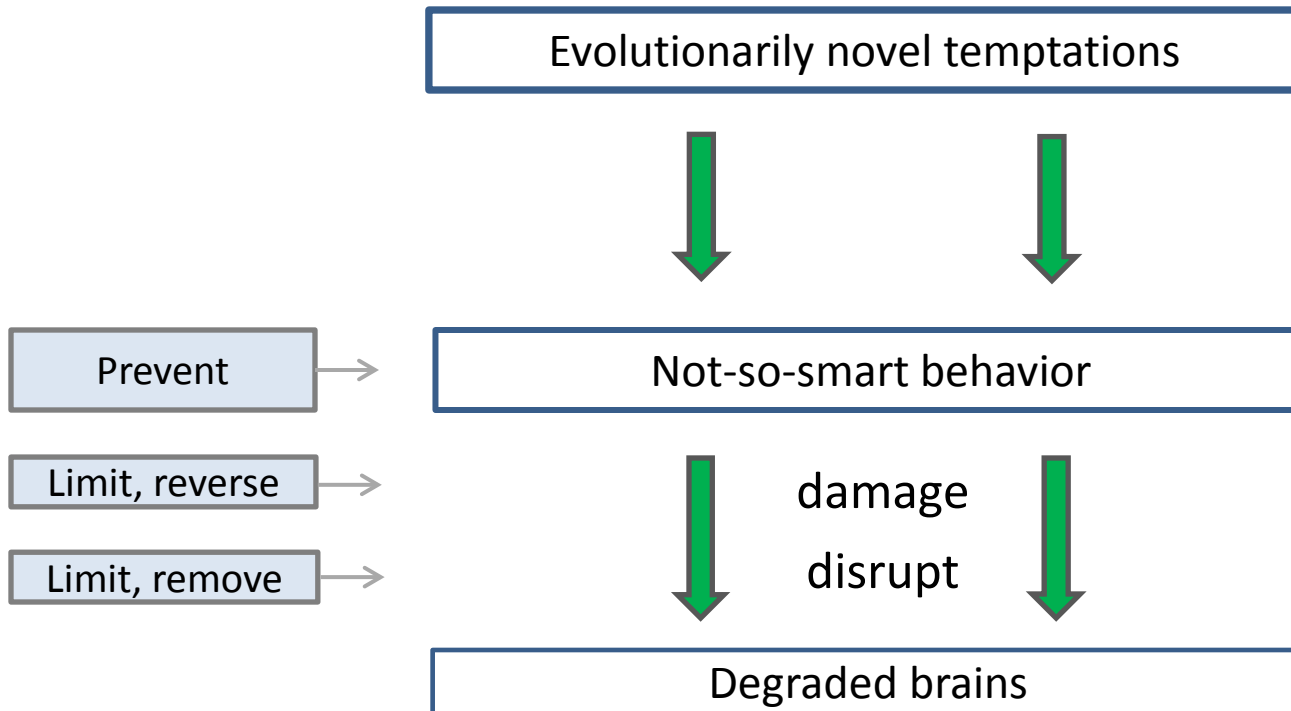 Evolutionarily novel temptations
Prevent
Not-so-smart behavior
Limit, reverse
damage
Limit, remove
disrupt
Degraded brains